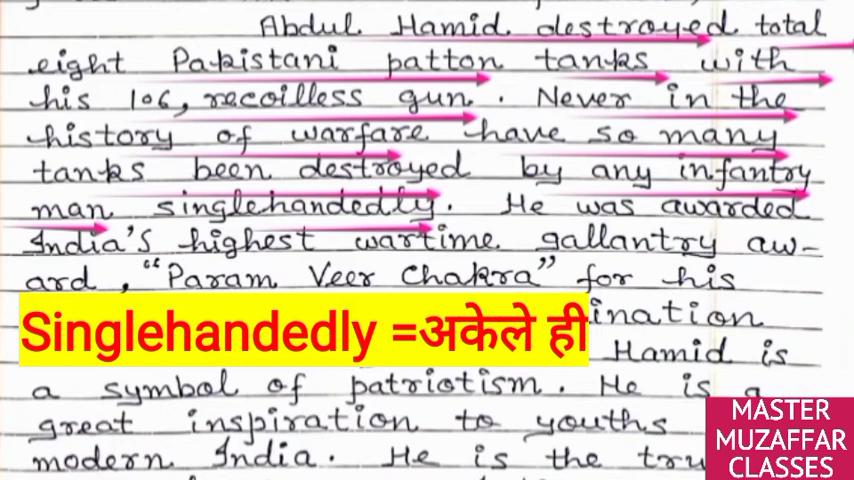 Abdul Hamid destroyed total
eight Pakistani patton tanks with
his 106, recoilless gun. Never in the
history of warfare have so many
tanks been destroyed by any infantry
man singlehandedly. He was awarded
India's highest wartime gallantry aw-
ard, "Param Veer Chakra" for his
ination
Singlehandedly =अकेले ही
Hamid is
a symbol of patriotism. He is a
great inspiration to youths
modern India. He is the tru
MASTER
MUZAFFAR
CLASSES